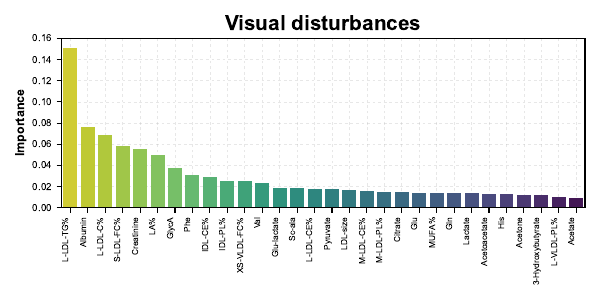 Visual disturbances
Importance
0.16
0.14
0.12
0.10
0.08
0.06
0.04
0.02
0.00
L-LDL-TG%
Albumin
L-LDL-C%
S-LDL-FC%
Creatinine
LA%
GlycA
Phe
IDL-CE%
IDL-PL%
XS-VLDL-FC%
Val
Glu-lactate
Sc-ala
L-LDL-CE%
Pyruvate
LDL-size
M-LDL-CE%
M-LDL-PL%
Citrate
Glu
MUFA %
Gln
Lactate
Acetoacetate
His
Acetone
3-Hydroxybutyrate
L-VLDL-PL%
Acetate